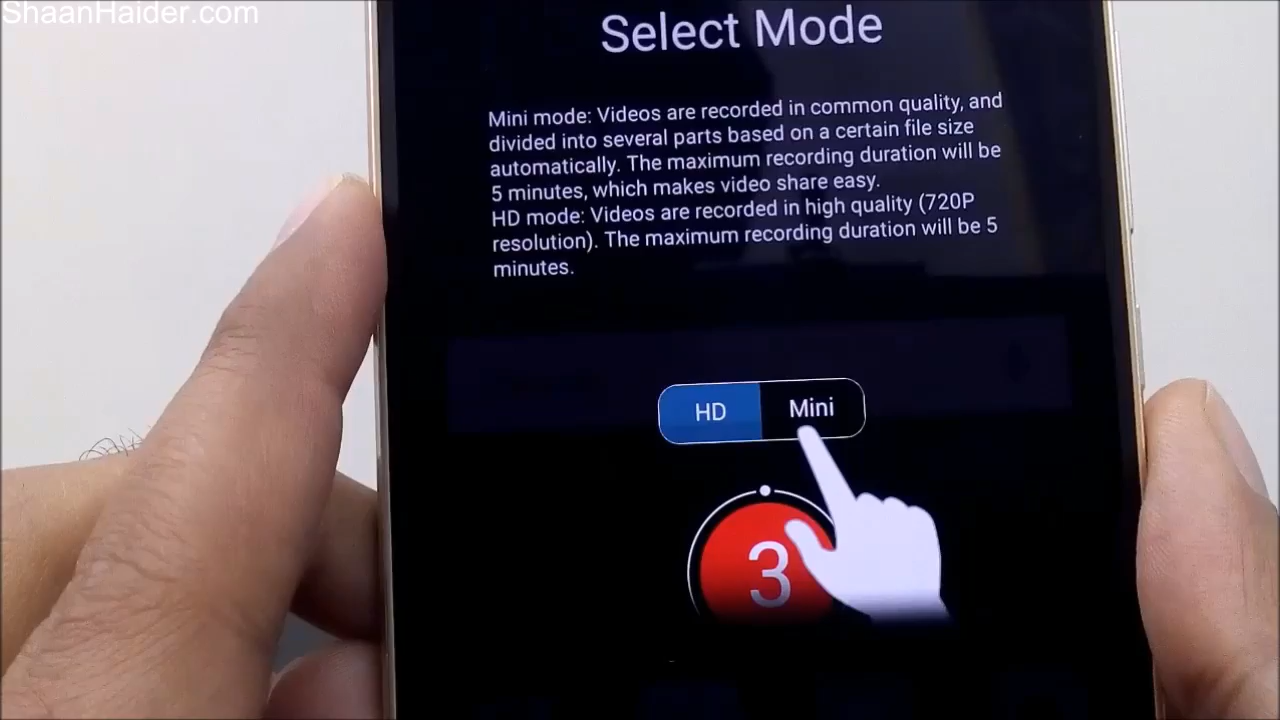 ShaanHaider.com
Select Mode
Mini mode: Videos are recorded in common quality, and
divided into several parts based on a certain file size
automatically. The maximum recording duration will be
5 minutes, which makes video share easy.
HD mode: Videos are recorded in high quality (720P
resolution). The maximum recording duration will be 5
minutes.
HD Mini
3